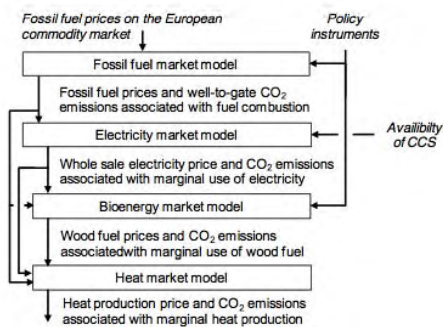 Fossil fuel prices on the European
commodity market
Policy
instruments
Fossil fuel market model
Fossil fuel prices and well-to-gate CO2
emissions associated with fuel combustion
Electricity market model
Availibity
of CCS
Whole sale electricity price and CO2 emissions
associated with marginal use of electricity
Bioenergy market model
Wood fuel prices and CO2 emissions
associatedwith marginal use of wood fuel
Heat market model
Heat production price and CO2 emissions
associated with marginal heat production